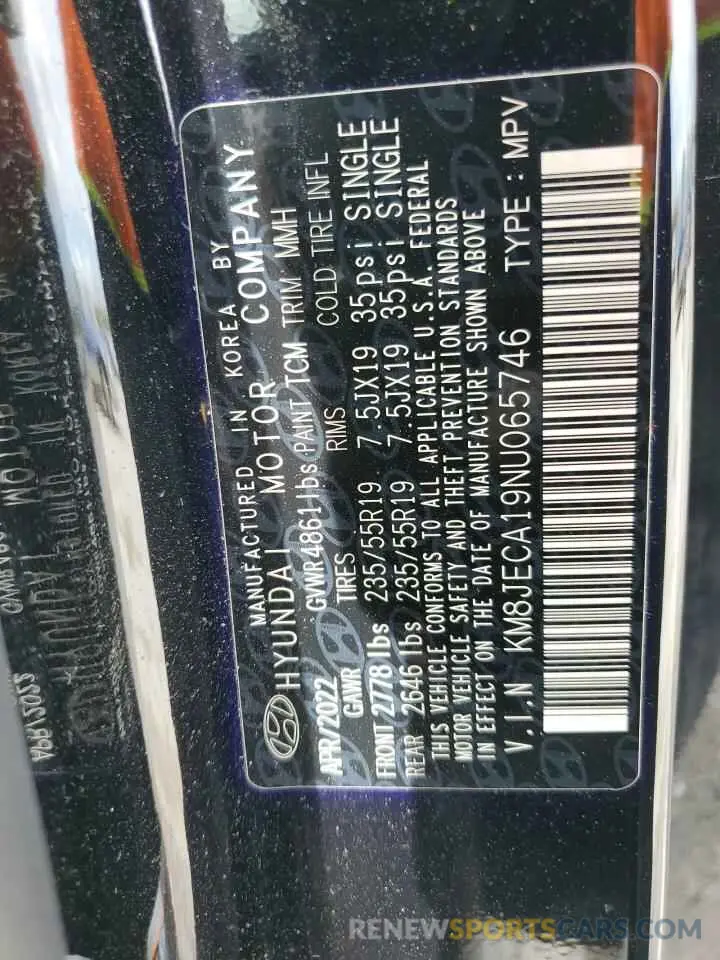 MANUFACTURED IN KOREA BY
HYUNDAI MOTOR COMPANY
APR/2022 GVWR4861lbs PAINT TCM TRIM MMH
GAWR TIRES RIMS COLD TIRE INFL
FRONT 2778 lbs 235/55R19 7.5JX19 35psi SINGLE
REAR 2646 lbs 235/55R19 7.5JX19 35psi SINGLE
THIS VEHICLE CONFORMS TO ALL APPLICABLE U.S.A. FEDERAL
MOTOR VEHICLE SAFETY AND THEFT PREVENTION STANDARDS
IN EFFECT ON THE DATE OF MANUFACTURE SHOWN ABOVE
V.I.N KM8JECA19NU065746 TYPE : MPV
RENEWSPORTSCARS.COM